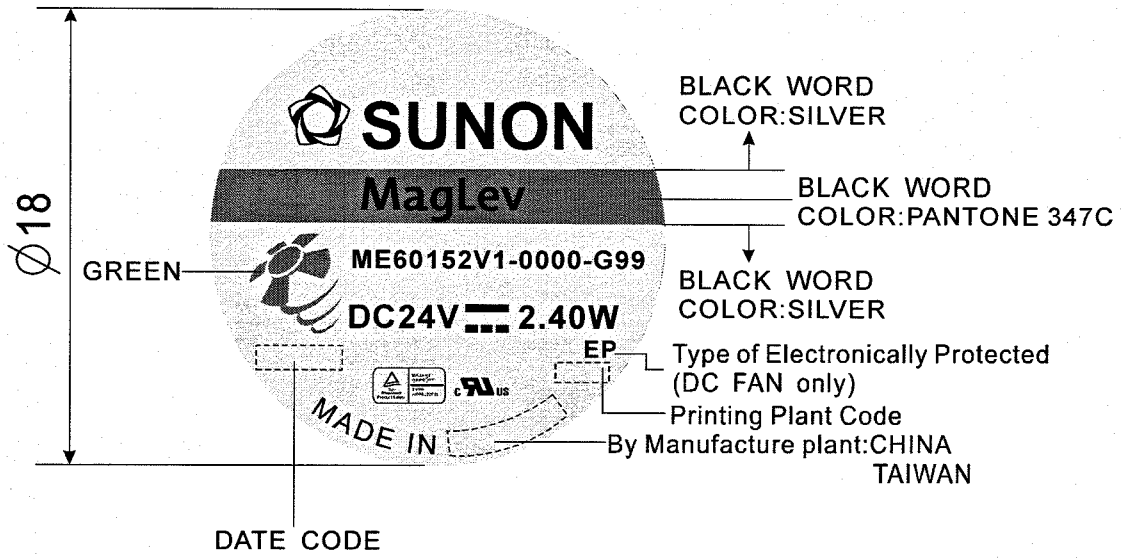 BLACK WORD
COLOR:SILVER
SUNON
MagLev
BLACK WORD
COLOR:PANTONE 347C
Ø18
GREEN
ME60152V1-0000-G99
BLACK WORD
COLOR:SILVER
DC24V 2.40W
EP
Type of Electronically Protected
(DC FAN only)
c RU US
Printing Plant Code
MADE IN
By Manufacture plant:CHINA
TAIWAN
DATE CODE